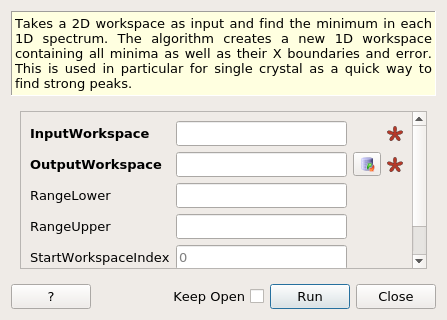 Takes a 2D workspace as input and find the minimum in each
1D spectrum. The algorithm creates a new 1D workspace
containing all minima as well as their X boundaries and error.
This is used in particular for single crystal as a quick way to
find strong peaks.
InputWorkspace
OutputWorkspace
RangeLower
RangeUpper
StartWorkspaceIndex 0
? Keep Open Run Close